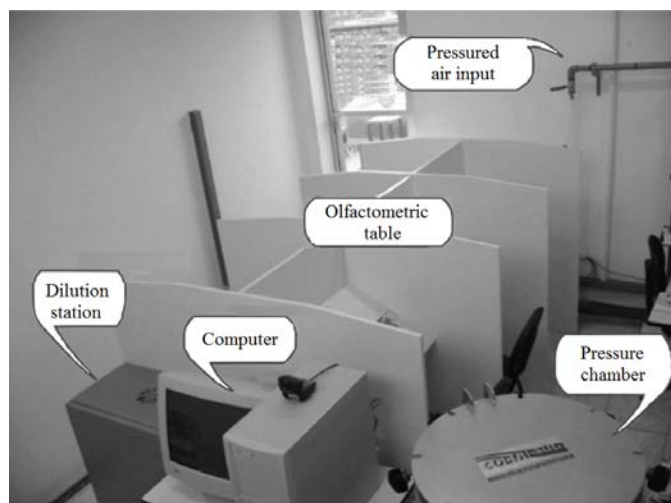 Pressured
air input
Olfactometric
table
Dilution
station
Computer
Pressure
chamber